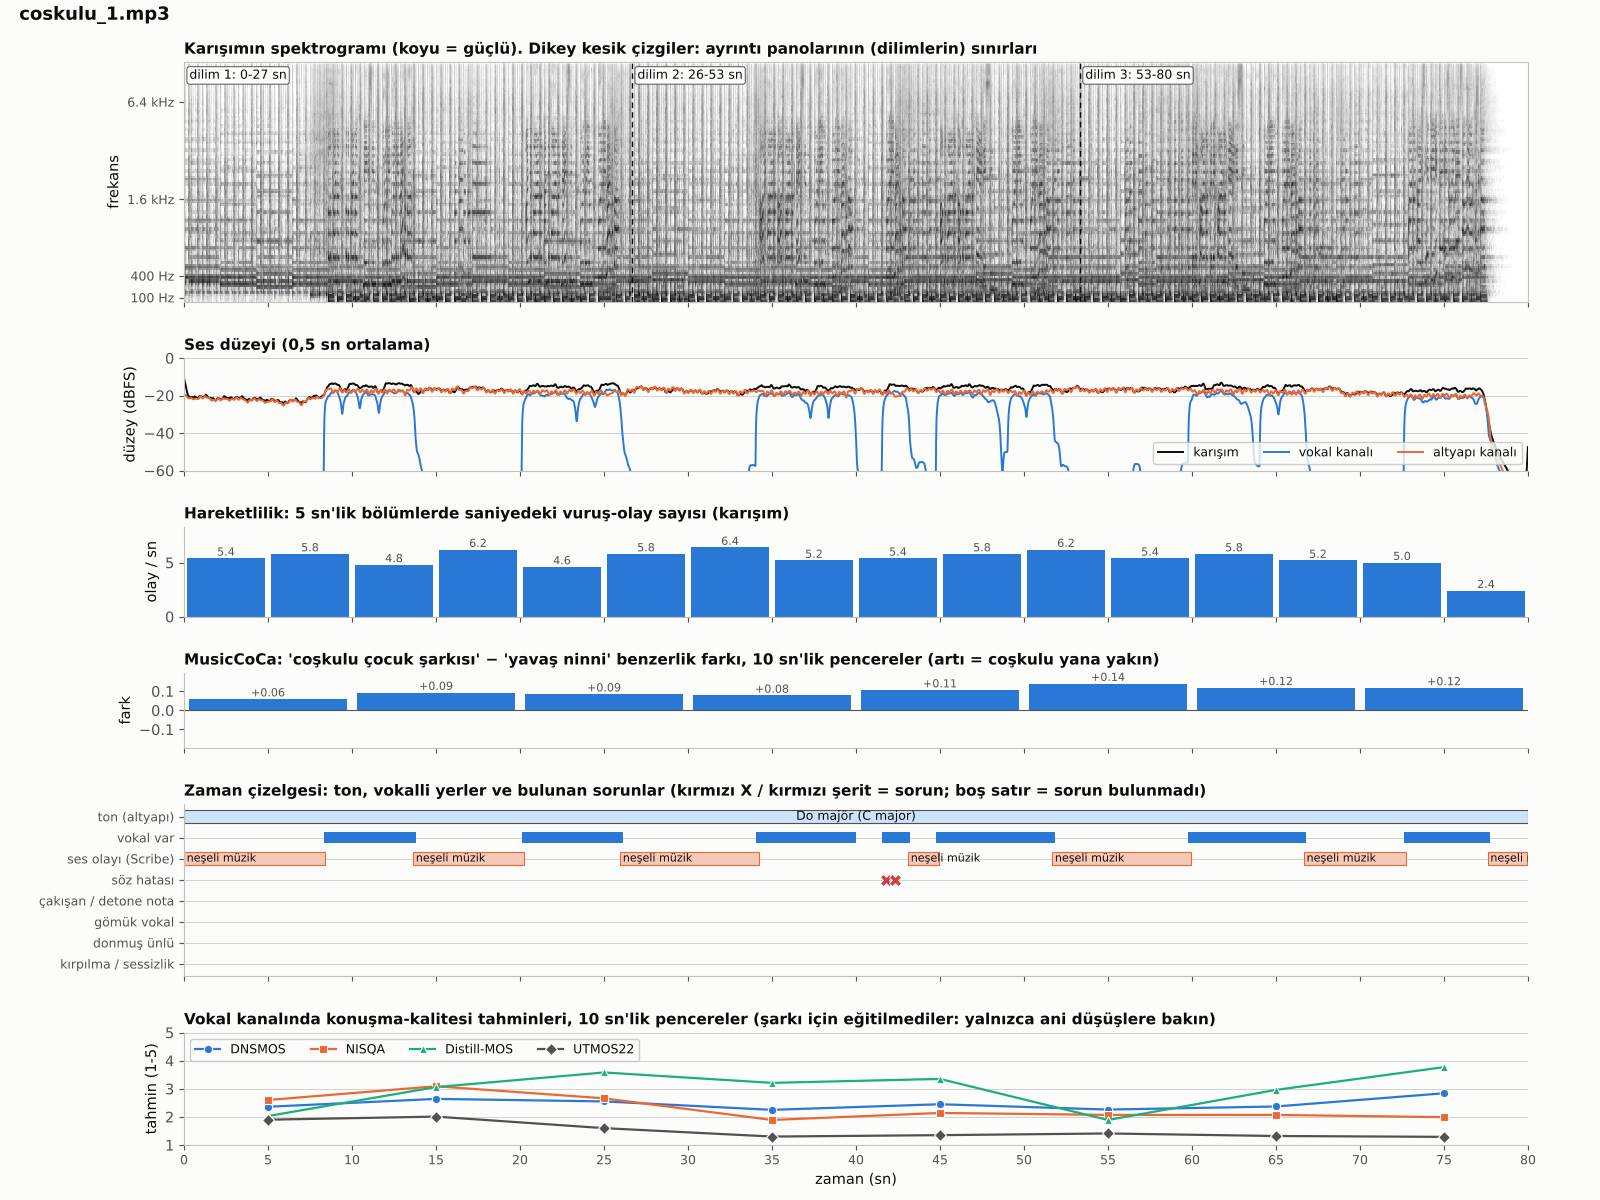 coskulu_1.mp3
Karışımın spektrogramı (koyu = güçlü). Dikey kesik çizgiler: ayrıntı panolarının (dilimlerin) sınırları
dilim 1: 0-27 sn
dilim 2: 26-53 sn
dilim 3: 53-80 sn
frekans
6.4 kHz
1.6 kHz
400 Hz
100 Hz
Ses düzeyi (0,5 sn ortalama)
düzey (dBFS)
0
−20
−40
−60
karışım
vokal kanalı
altyapı kanalı
Hareketlilik: 5 sn'lik bölümlerde saniyedeki vuruş-olay sayısı (karışım)
olay / sn
5
0
5.4 5.8 4.8 6.2 4.6 5.8 6.4 5.2 5.4 5.8 6.2 5.4 5.8 5.2 5.0 2.4
MusicCoCa: 'coşkulu çocuk şarkısı' − 'yavaş ninni' benzerlik farkı, 10 sn'lik pencereler (artı = coşkulu yana yakın)
fark
0.1
0.0
−0.1
+0.06 +0.09 +0.09 +0.08 +0.11 +0.14 +0.12 +0.12
Zaman çizelgesi: ton, vokalli yerler ve bulunan sorunlar (kırmızı X / kırmızı şerit = sorun; boş satır = sorun bulunmadı)
ton (altyapı)
Do majör (C major)
vokal var
ses olayı (Scribe)
neşeli müzik neşeli müzik neşeli müzik neşeli müzik neşeli müzik neşeli müzik neşeli
söz hatası
çakışan / detone nota
gömük vokal
donmuş ünlü
kırpılma / sessizlik
Vokal kanalında konuşma-kalitesi tahminleri, 10 sn'lik pencereler (şarkı için eğitilmediler: yalnızca ani düşüşlere bakın)
tahmin (1-5)
5
4
3
2
1
DNSMOS
NISQA
Distill-MOS
UTMOS22
0 5 10 15 20 25 30 35 40 45 50 55 60 65 70 75 80
zaman (sn)